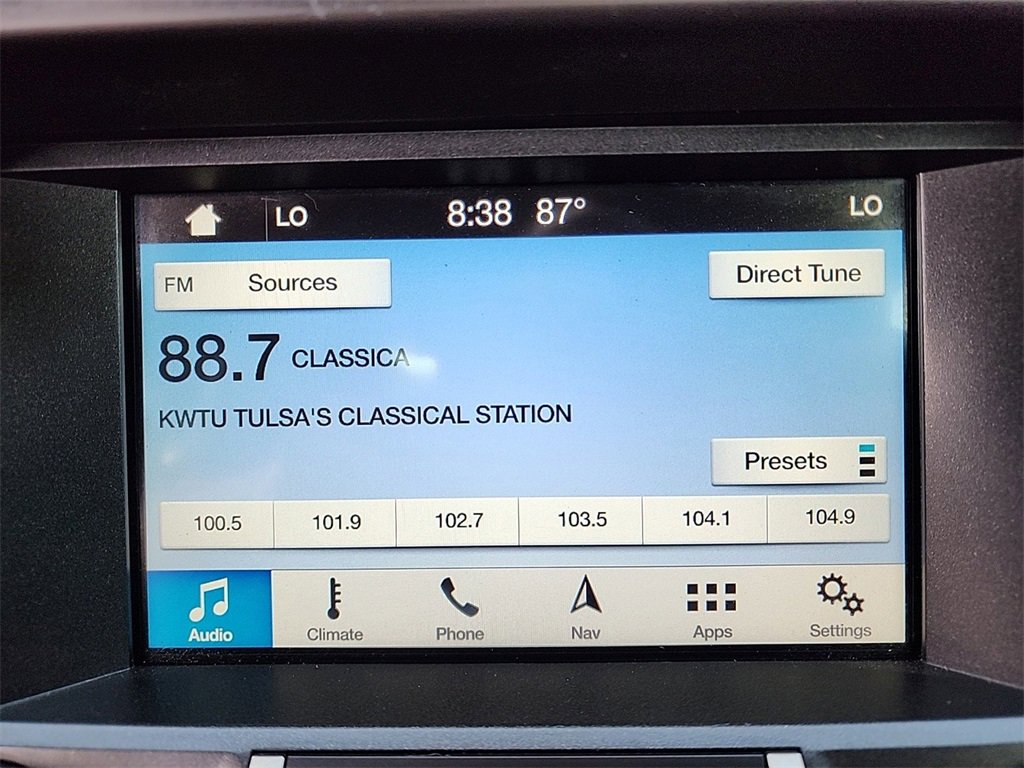 LO 8:38 87° LO
FM Sources Direct Tune
88.7 CLASSICA
KWTU TULSA'S CLASSICAL STATION
Presets
100.5 101.9 102.7 103.5 104.1 104.9
Audio Climate Phone Nav Apps Settings